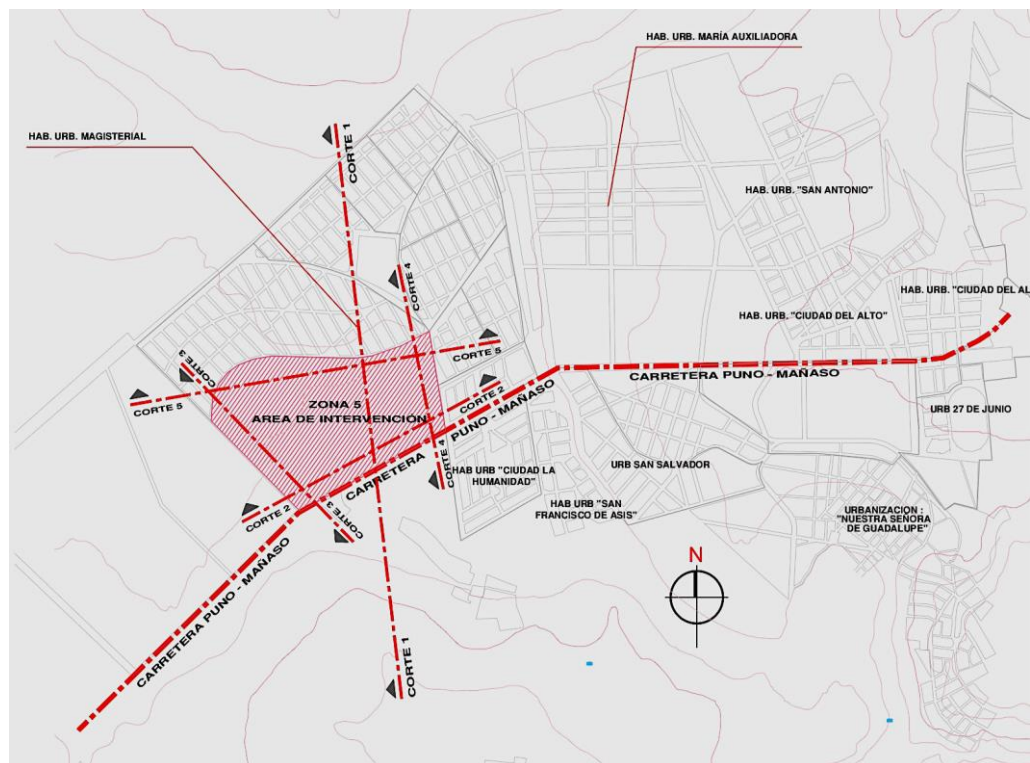 HAB. URB. MARÍA AUXILIADORA
HAB. URB. MAGISTERIAL
CORTE 1
HAB. URB. "SAN ANTONIO"
CORTE 4
HAB. URB. "CIUDAD DEL AL
HAB. URB. "CIUDAD DEL ALTO"
CORTE 3
CORTE 5
CARRETERA PUNO - MAÑASO
CORTE 2
CORTE 5
ZONA 5
AREA DE INTERVENCIÓN
URB 27 DE JUNIO
CARRETERA PUNO - MAÑASO
CORTE 4
HAB URB "CIUDAD LA
HUMANIDAD"
URB SAN SALVADOR
HAB URB "SAN
FRANCISCO DE ASIS"
URBANIZACION :
"NUESTRA SEÑORA
DE GUADALUPE"
CORTE 2
CORTE 3
N
CARRETERA PUNO - MAÑASO
CORTE 1